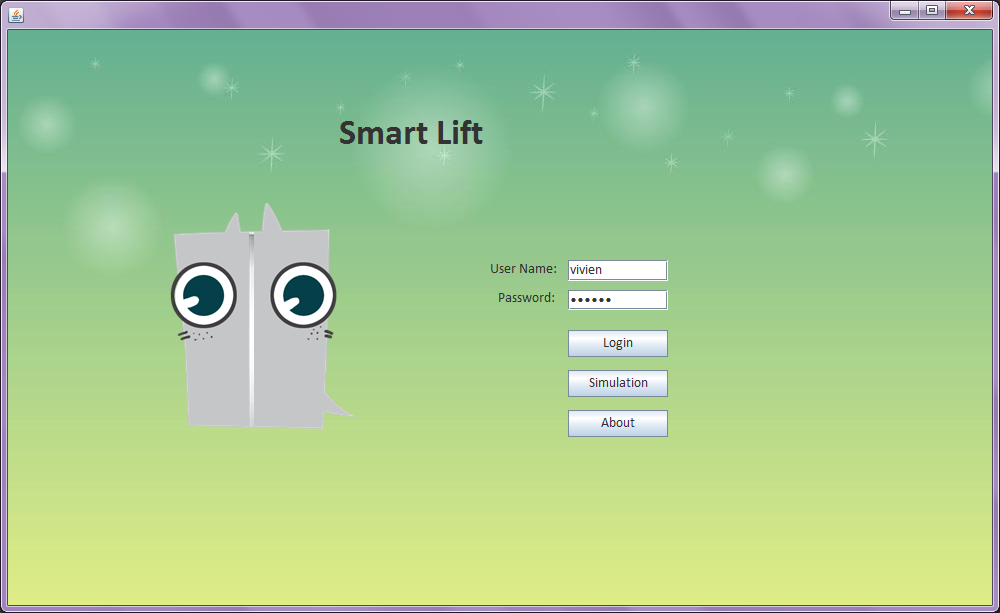 Smart Lift
User Name: vivien
Password: ••••••
Login
Simulation
About